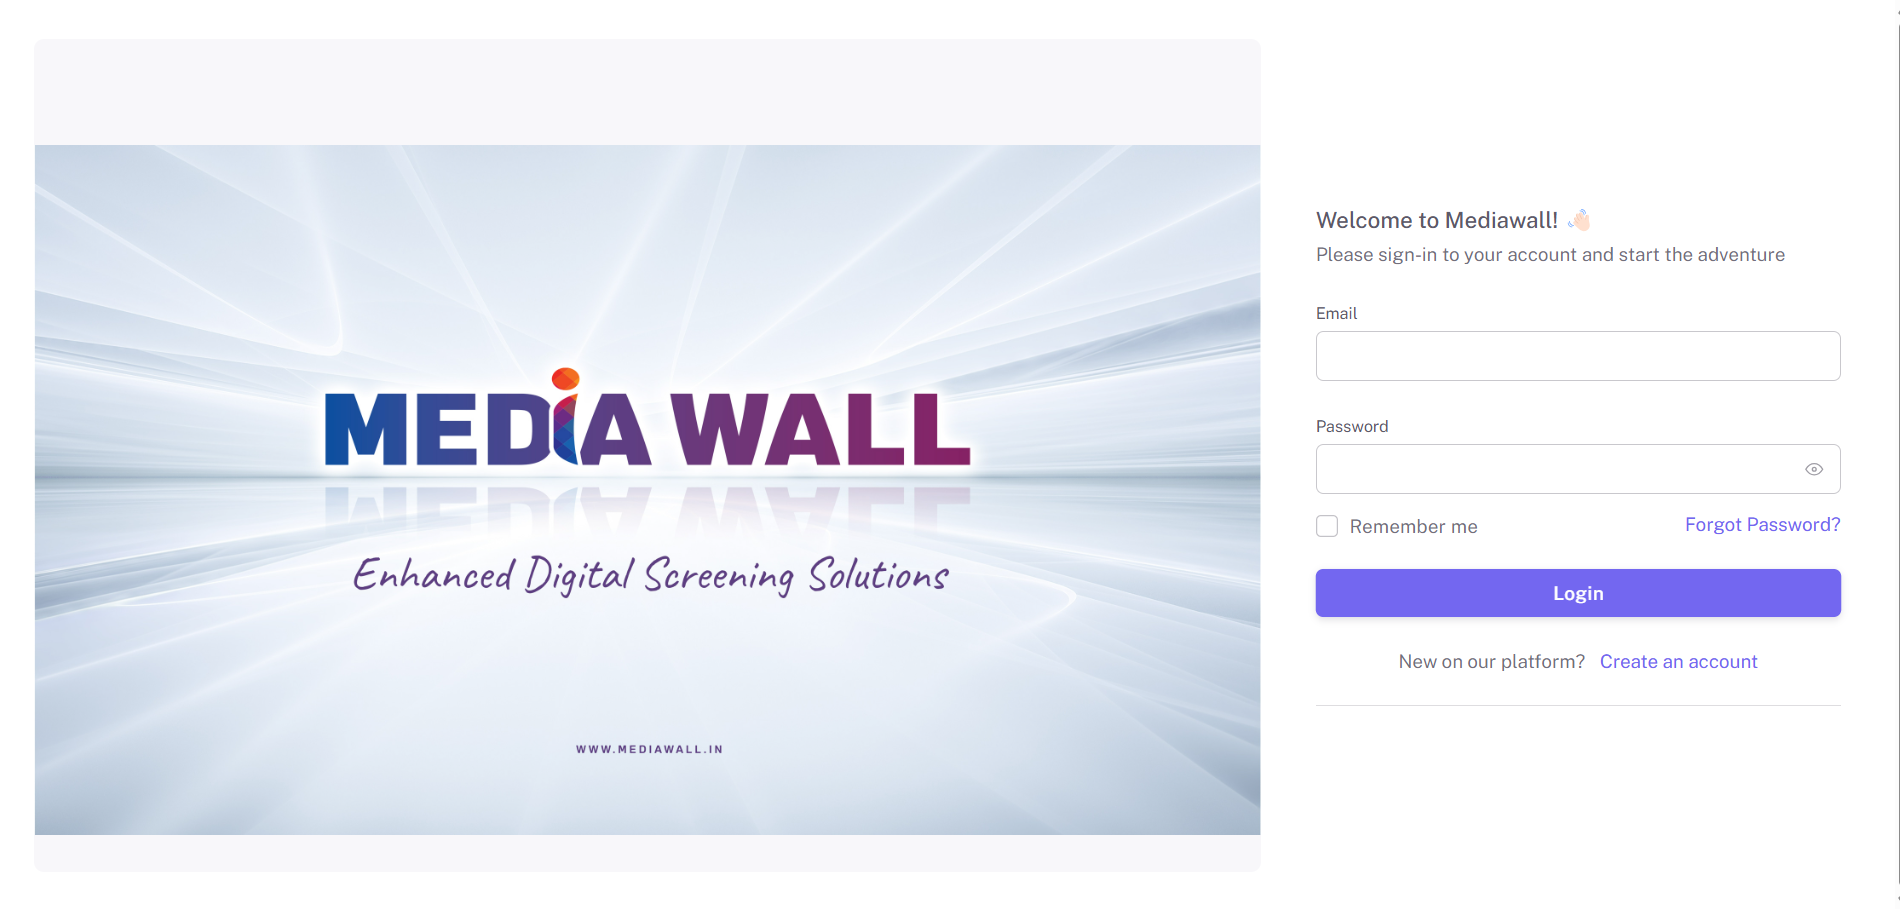 MEDiA WALL
Enhanced Digital Screening Solutions
WWW.MEDIAWALL.IN
Welcome to Mediawall! 👋🏻
Please sign-in to your account and start the adventure
Email
Password
Remember me
Forgot Password?
Login
New on our platform? Create an account